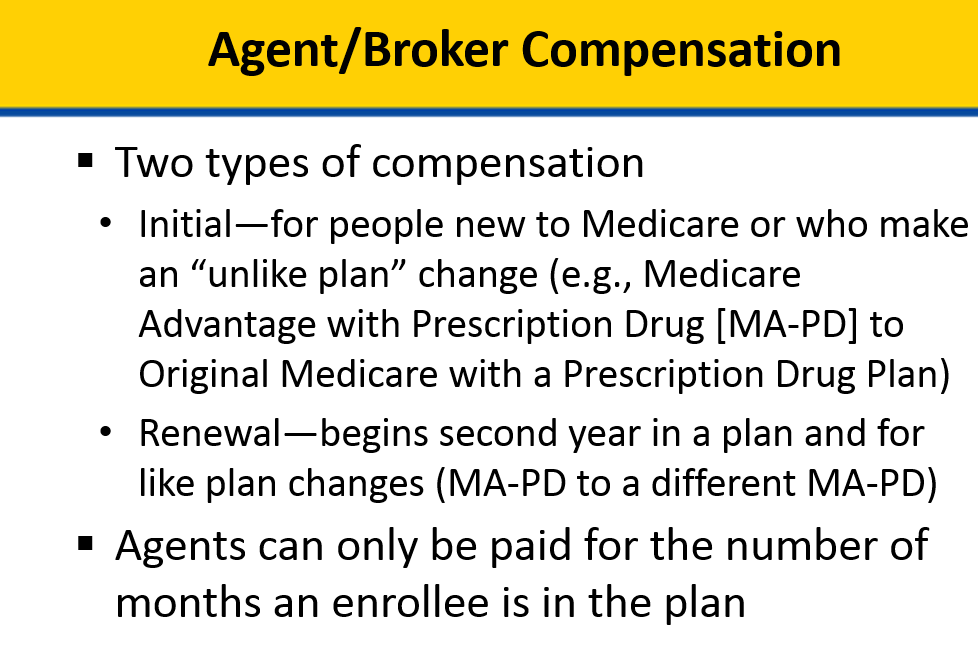 Agent/Broker Compensation
▪ Two types of compensation
• Initial—for people new to Medicare or who make
an “unlike plan” change (e.g., Medicare
Advantage with Prescription Drug [MA-PD] to
Original Medicare with a Prescription Drug Plan)
• Renewal—begins second year in a plan and for
like plan changes (MA-PD to a different MA-PD)
▪ Agents can only be paid for the number of
months an enrollee is in the plan